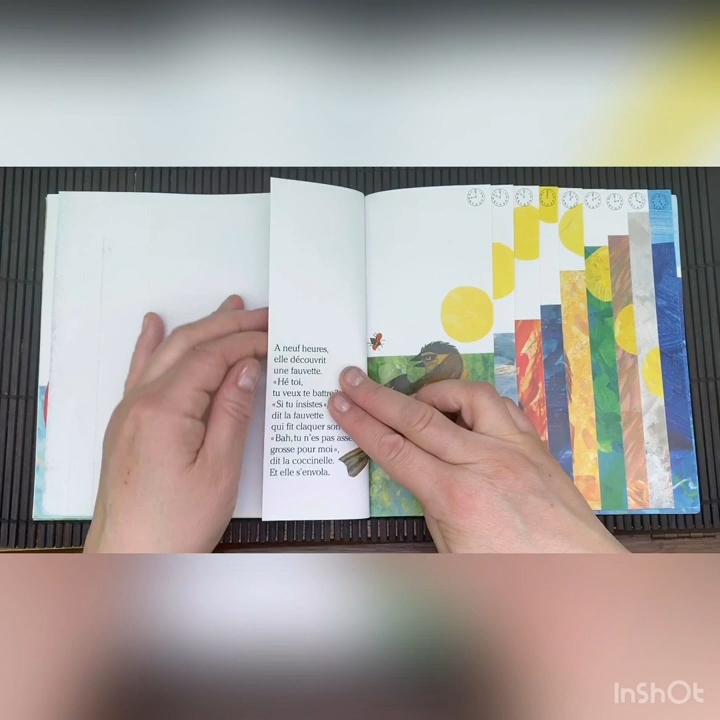 A neuf heures,
elle découvrit
une fauvette.
«Hé toi,
tu veux te battre?
«Si tu insistes»
dit la fauvette
qui fit claquer son
«Bah, tu n'es pas asse
grosse pour moi»,
dit la coccinelle.
Et elle s'envola.
InShOt